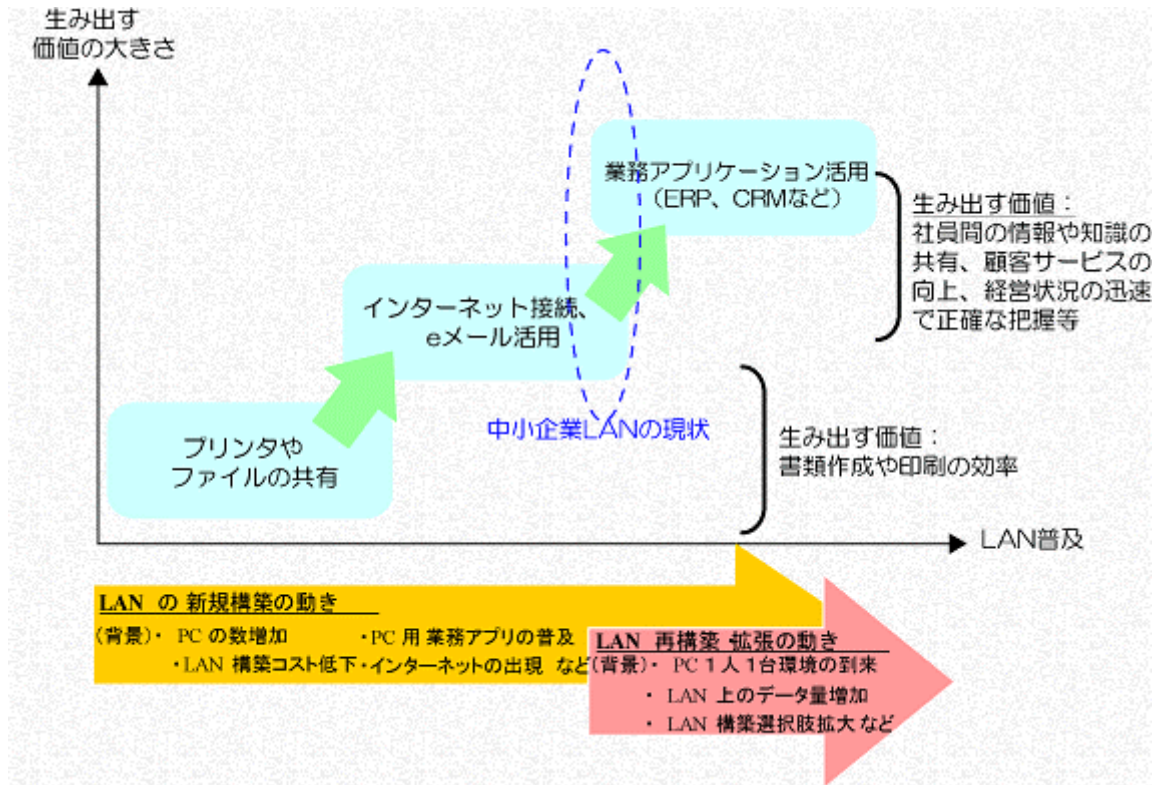 生み出す
価値の大きさ
業務アプリケーション活用
（ERP、CRMなど）
生み出す価値：
社員間の情報や知識の
共有、顧客サービスの
向上、経営状況の迅速
で正確な把握等
インターネット接続、
eメール活用
中小企業LANの現状
プリンタや
ファイルの共有
生み出す価値：
書類作成や印刷の効率
LAN普及
LAN の 新規構築の動き
（背景）・ PC の数増加 ・PC 用 業務アプリの普及
・LAN 構築コスト低下 ・インターネットの出現 など
LAN 再構築・拡張の動き
（背景）・ PC 1 人 1 台環境の到来
・ LAN 上のデータ量増加
・ LAN 構築選択肢拡大 など